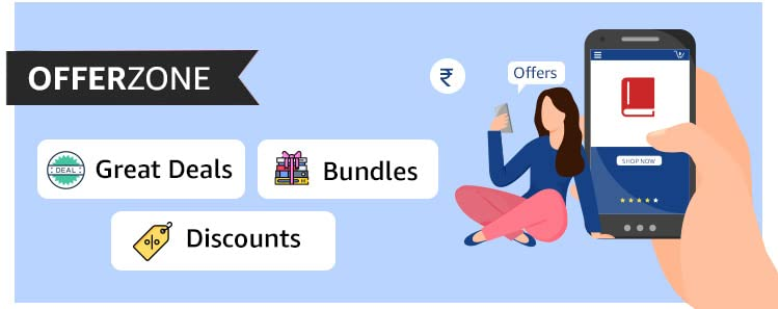 OFFERZONE
₹
Offers
DEAL
Great Deals
Bundles
Discounts
SHOP NOW